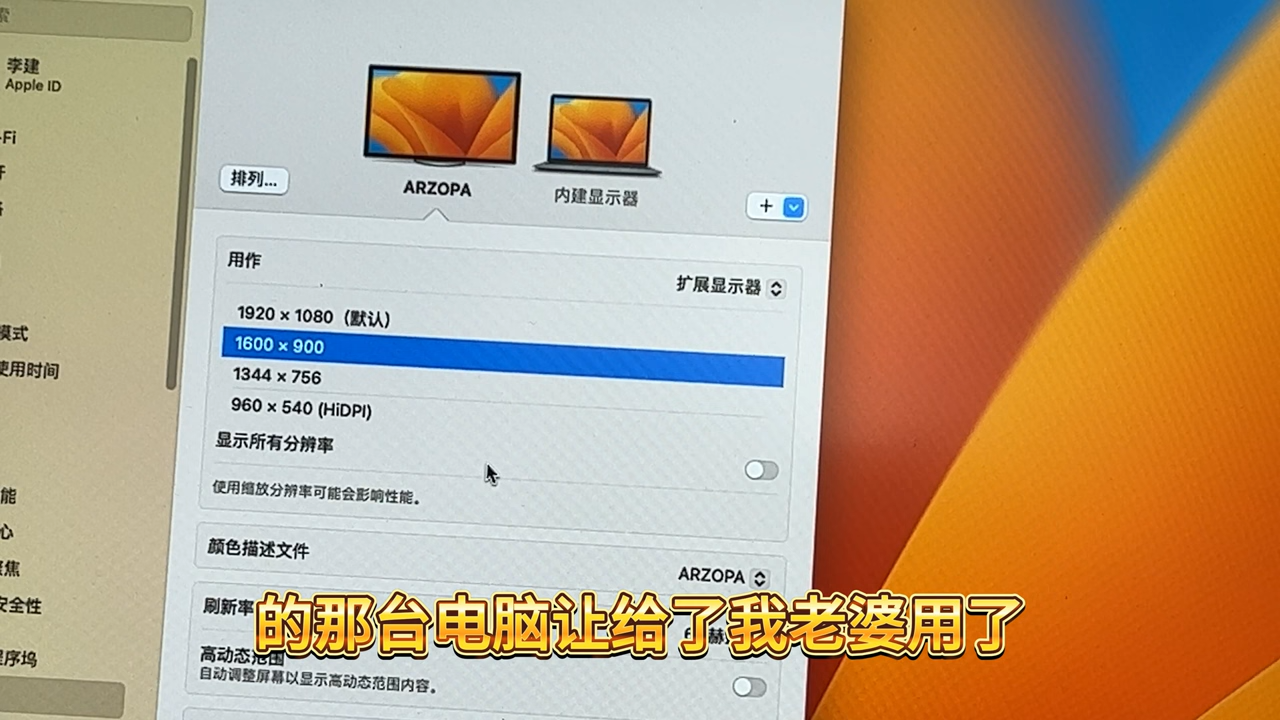 李建
Apple ID
-Fi
模式
使用时间
能
心
安全性
程序坞
排列...
ARZOPA
内建显示器
用作
扩展显示器
1920 × 1080（默认）
1600 × 900
1344 × 756
960 × 540 (HiDPI)
显示所有分辨率
使用缩放分辨率可能会影响性能。
颜色描述文件
ARZOPA
刷新率
高动态范围
自动调整屏幕以显示高动态范围内容。
的那台电脑让给了我老婆用了